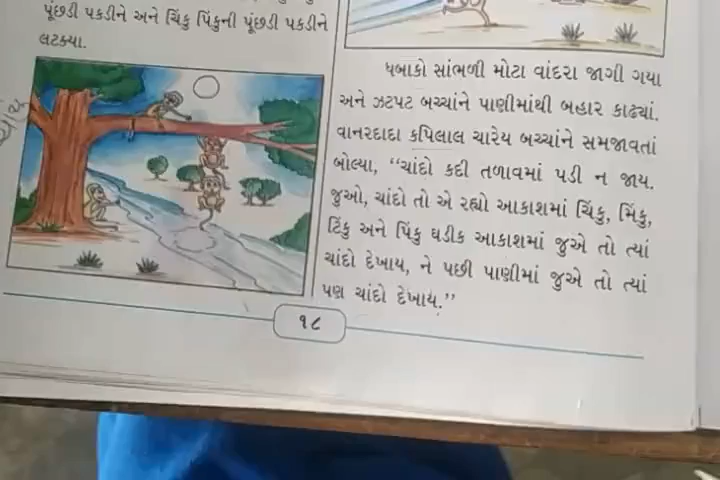 પૂંછડી પકડીને અને ચિંકુ પિંકુની પૂંછડી પકડીને
લટક્યા.
ધબાકો સાંભળી મોટા વાંદરા જાગી ગયા
અને ઝટપટ બચ્ચાંને પાણીમાંથી બહાર કાઢ્યાં.
વાનરદાદા કપિલાલ ચારેય બચ્ચાંને સમજાવતાં
બોલ્યા, “ચાંદો કદી તળાવમાં પડી ન જાય.
જુઓ, ચાંદો તો એ રહ્યો આકાશમાં ચિંકુ, મિંકુ,
ટિંકુ અને પિંકુ ઘડીક આકાશમાં જુએ તો ત્યાં
ચાંદો દેખાય, ને પછી પાણીમાં જુએ તો ત્યાં
પણ ચાંદો દેખાય.”
૧૮